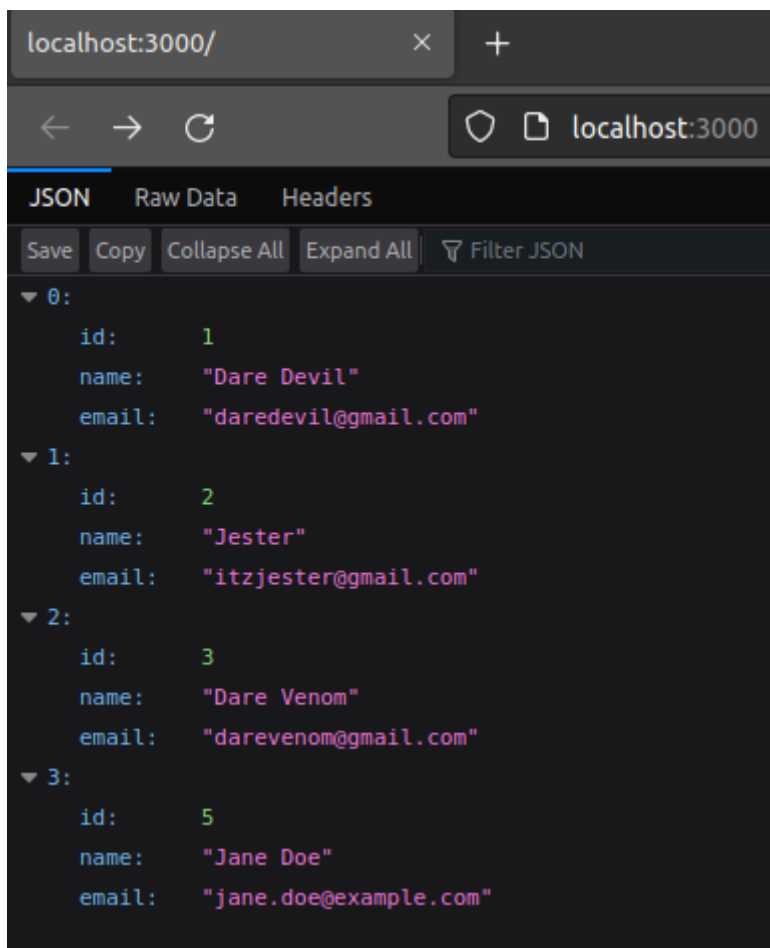 localhost:3000/
localhost:3000
JSON Raw Data Headers
Save Copy Collapse All Expand All Filter JSON
0:
id: 1
name: "Dare Devil"
email: "daredevil@gmail.com"
1:
id: 2
name: "Jester"
email: "itzjester@gmail.com"
2:
id: 3
name: "Dare Venom"
email: "darevenom@gmail.com"
3:
id: 5
name: "Jane Doe"
email: "jane.doe@example.com"